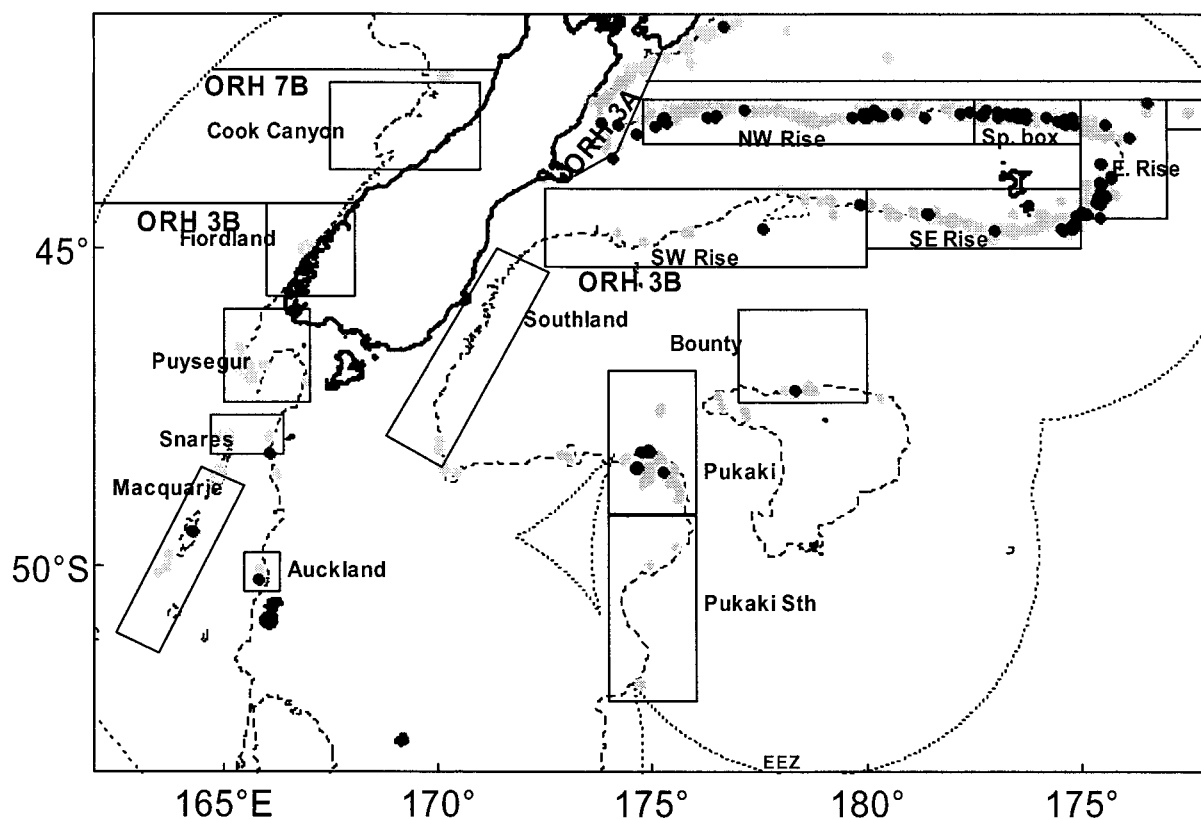 ORH 7B
Cook Canyon
ORH 3A
NW Rise
Sp. box
E. Rise
ORH 3B
Fiordland
45°
SW Rise
SE Rise
ORH 3B
Southland
Bounty
Puysegur
Snares
Pukaki
Macquarie
50°S
Auckland
Pukaki Sth
EEZ
165°E
170°
175°
180°
175°